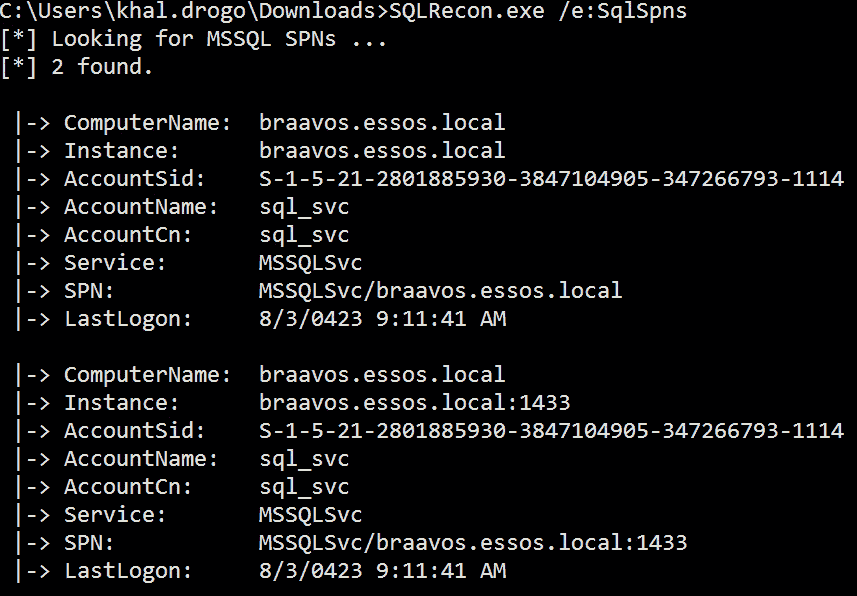 C:\Users\khal.drogo\Downloads>SQLRecon.exe /e:SqlSpns
[*] Looking for MSSQL SPNs ...
[*] 2 found.
|-> ComputerName:  braavos.essos.local
|-> Instance:      braavos.essos.local
|-> AccountSid:    S-1-5-21-2801885930-3847104905-347266793-1114
|-> AccountName:   sql_svc
|-> AccountCn:     sql_svc
|-> Service:       MSSQLSvc
|-> SPN:           MSSQLSvc/braavos.essos.local
|-> LastLogon:     8/3/0423 9:11:41 AM
|-> ComputerName:  braavos.essos.local
|-> Instance:      braavos.essos.local:1433
|-> AccountSid:    S-1-5-21-2801885930-3847104905-347266793-1114
|-> AccountName:   sql_svc
|-> AccountCn:     sql_svc
|-> Service:       MSSQLSvc
|-> SPN:           MSSQLSvc/braavos.essos.local:1433
|-> LastLogon:     8/3/0423 9:11:41 AM